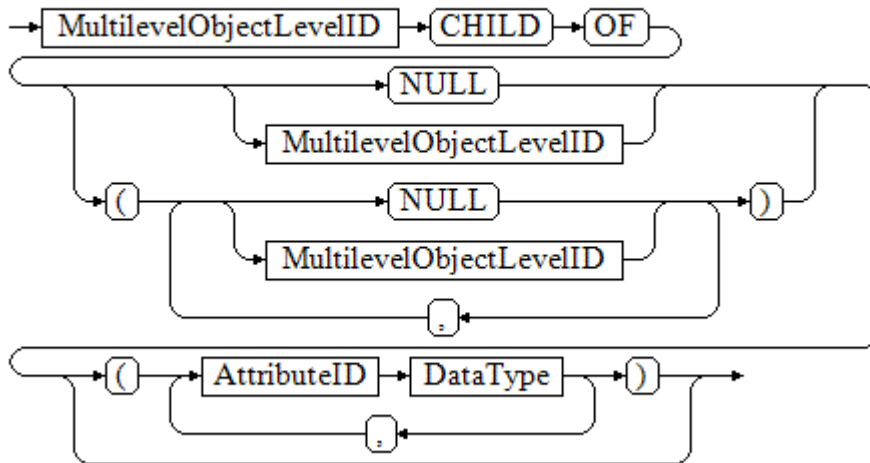 MultilevelObjectLevelID CHILD OF
NULL
MultilevelObjectLevelID
( NULL )
MultilevelObjectLevelID
,
( AttributeID DataType )
,